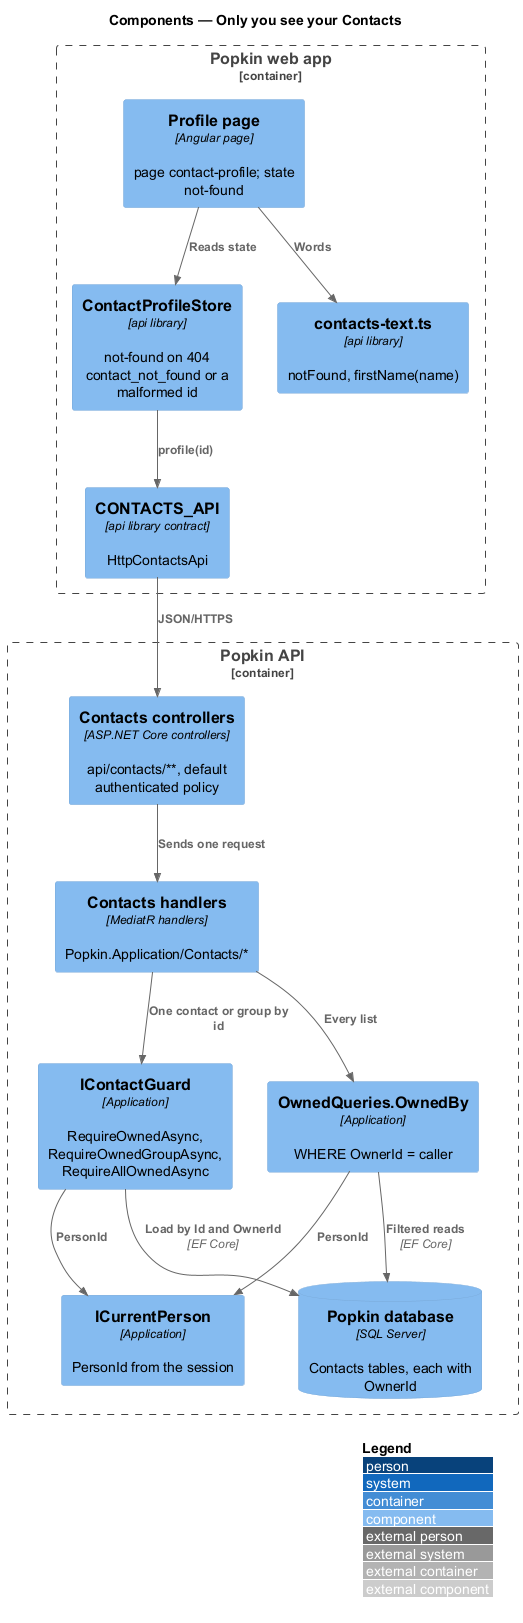 Components — Only you see your Contacts
Popkin web app
[container]
Profile page
[Angular page]
page contact-profile; state
not-found
Reads state
Words
ContactProfileStore
[api library]
not-found on 404
contact_not_found or a
malformed id
contacts-text.ts
[api library]
notFound, firstName(name)
profile(id)
CONTACTS_API
[api library contract]
HttpContactsApi
JSON/HTTPS
Popkin API
[container]
Contacts controllers
[ASP.NET Core controllers]
api/contacts/**, default
authenticated policy
Sends one request
Contacts handlers
[MediatR handlers]
Popkin.Application/Contacts/*
One contact or group by
id
Every list
IContactGuard
[Application]
RequireOwnedAsync,
RequireOwnedGroupAsync,
RequireAllOwnedAsync
OwnedQueries.OwnedBy
[Application]
WHERE OwnerId = caller
PersonId
Load by Id and OwnerId
[EF Core]
PersonId
Filtered reads
[EF Core]
ICurrentPerson
[Application]
PersonId from the session
Popkin database
[SQL Server]
Contacts tables, each with
OwnerId
Legend
person
system
container
component
external person
external system
external container
external component